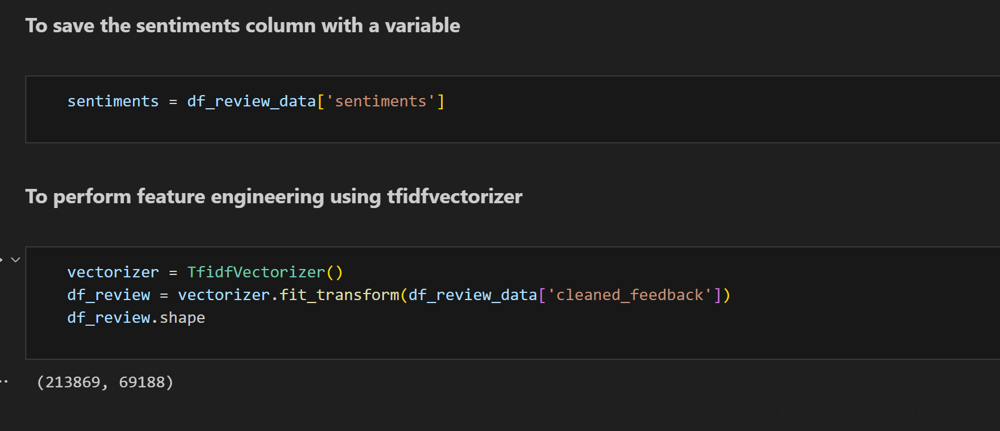 To save the sentiments column with a variable
sentiments = df_review_data['sentiments']
To perform feature engineering using tfidfvectorizer
vectorizer = TfidfVectorizer()
df_review = vectorizer.fit_transform(df_review_data['cleaned_feedback'])
df_review.shape
(213869, 69188)